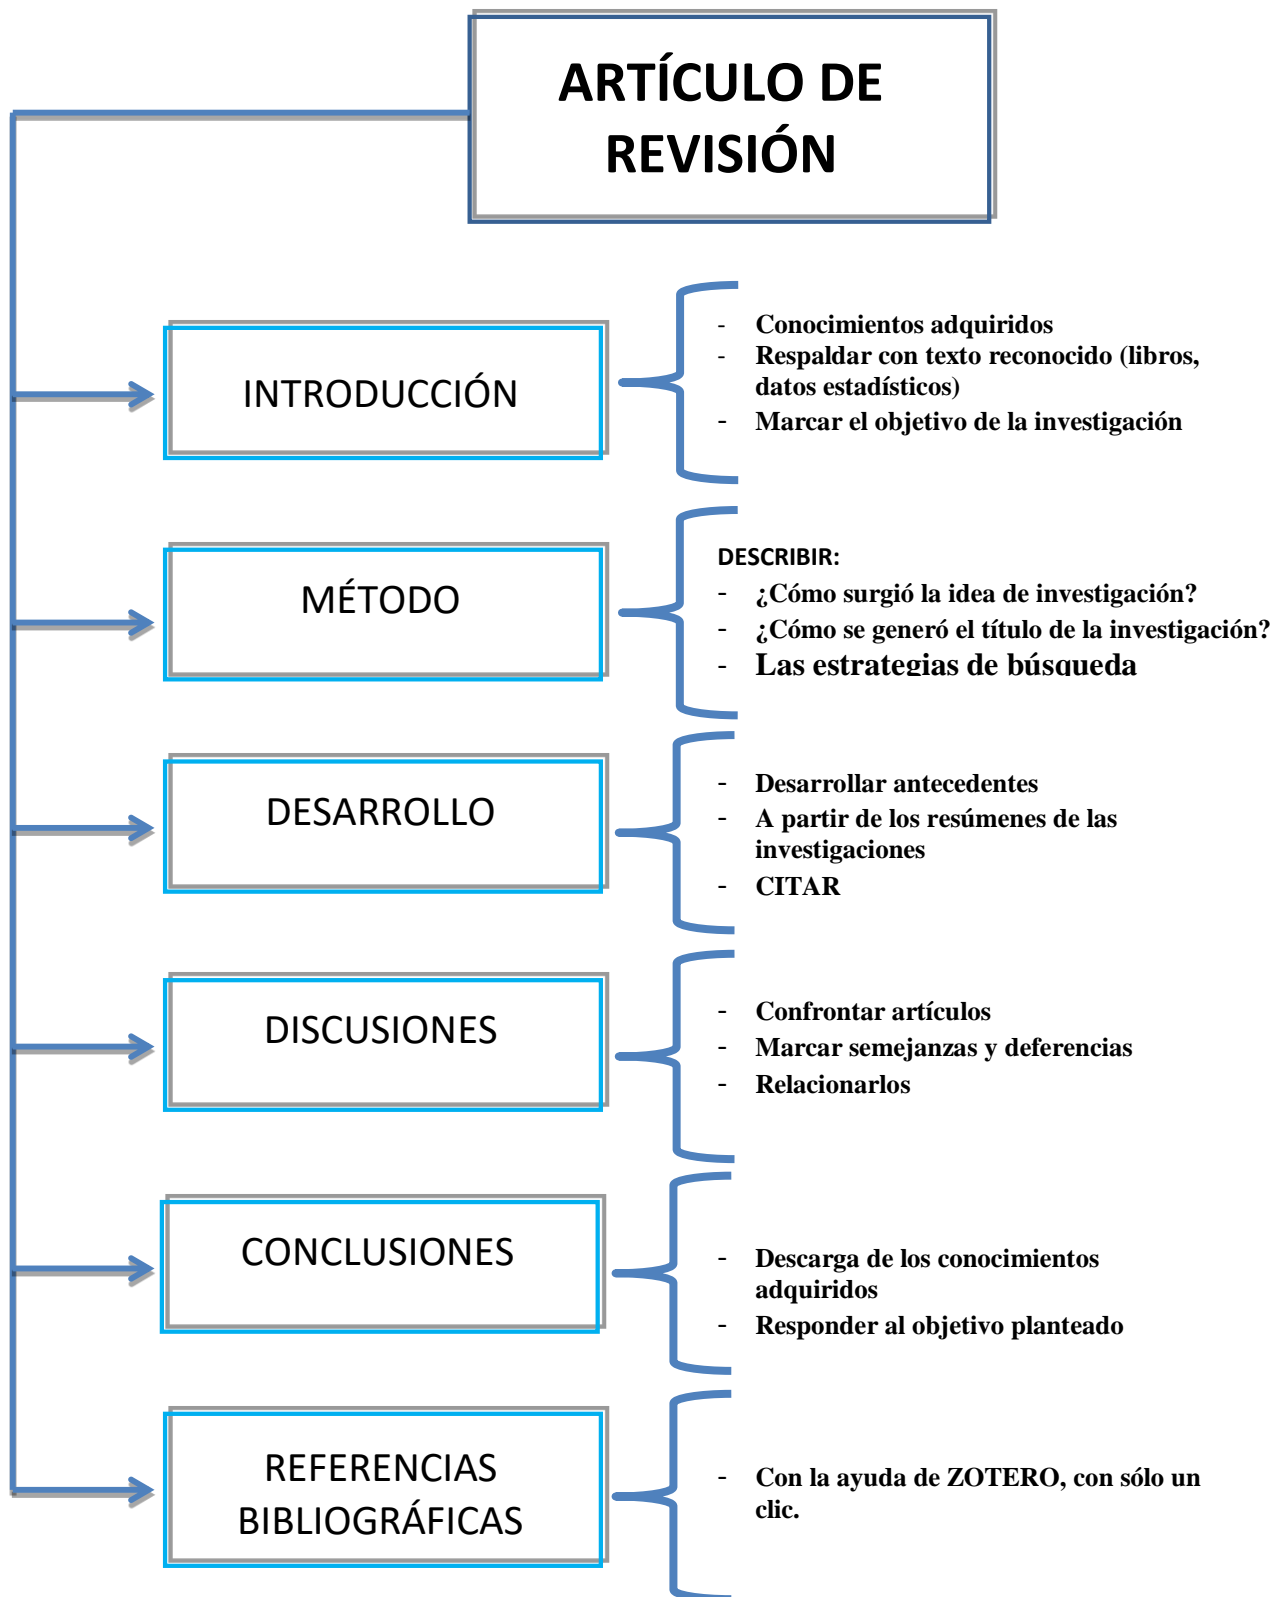 ARTÍCULO DE
REVISIÓN
INTRODUCCIÓN
- Conocimientos adquiridos
- Respaldar con texto reconocido (libros,
datos estadísticos)
- Marcar el objetivo de la investigación
MÉTODO
DESCRIBIR:
- ¿Cómo surgió la idea de investigación?
- ¿Cómo se generó el título de la investigación?
- Las estrategias de búsqueda
DESARROLLO
- Desarrollar antecedentes
- A partir de los resúmenes de las
investigaciones
- CITAR
DISCUSIONES
- Confrontar artículos
- Marcar semejanzas y deferencias
- Relacionarlos
CONCLUSIONES
- Descarga de los conocimientos
adquiridos
- Responder al objetivo planteado
REFERENCIAS
BIBLIOGRÁFICAS
- Con la ayuda de ZOTERO, con sólo un
clic.